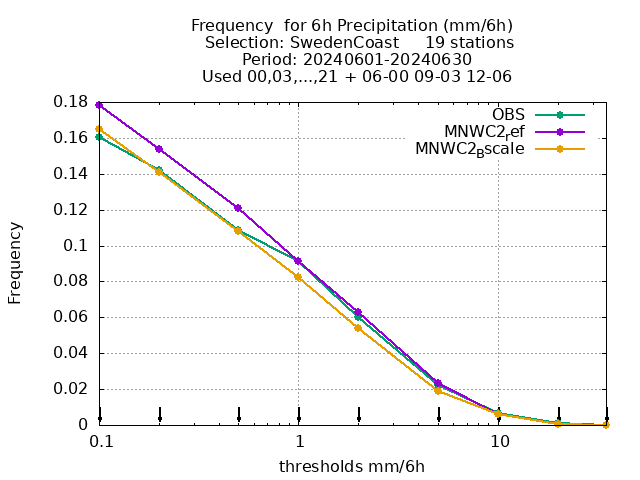 Frequency  for 6h Precipitation (mm/6h)
Selection: SwedenCoast     19 stations
Period: 20240601-20240630
Used 00,03,...,21 + 06-00 09-03 12-06
OBS
MNWC2ref
MNWC2Bscale
0.18
0.16
0.14
0.12
0.1
0.08
0.06
0.04
0.02
0
Frequency
0.1
1
10
thresholds mm/6h